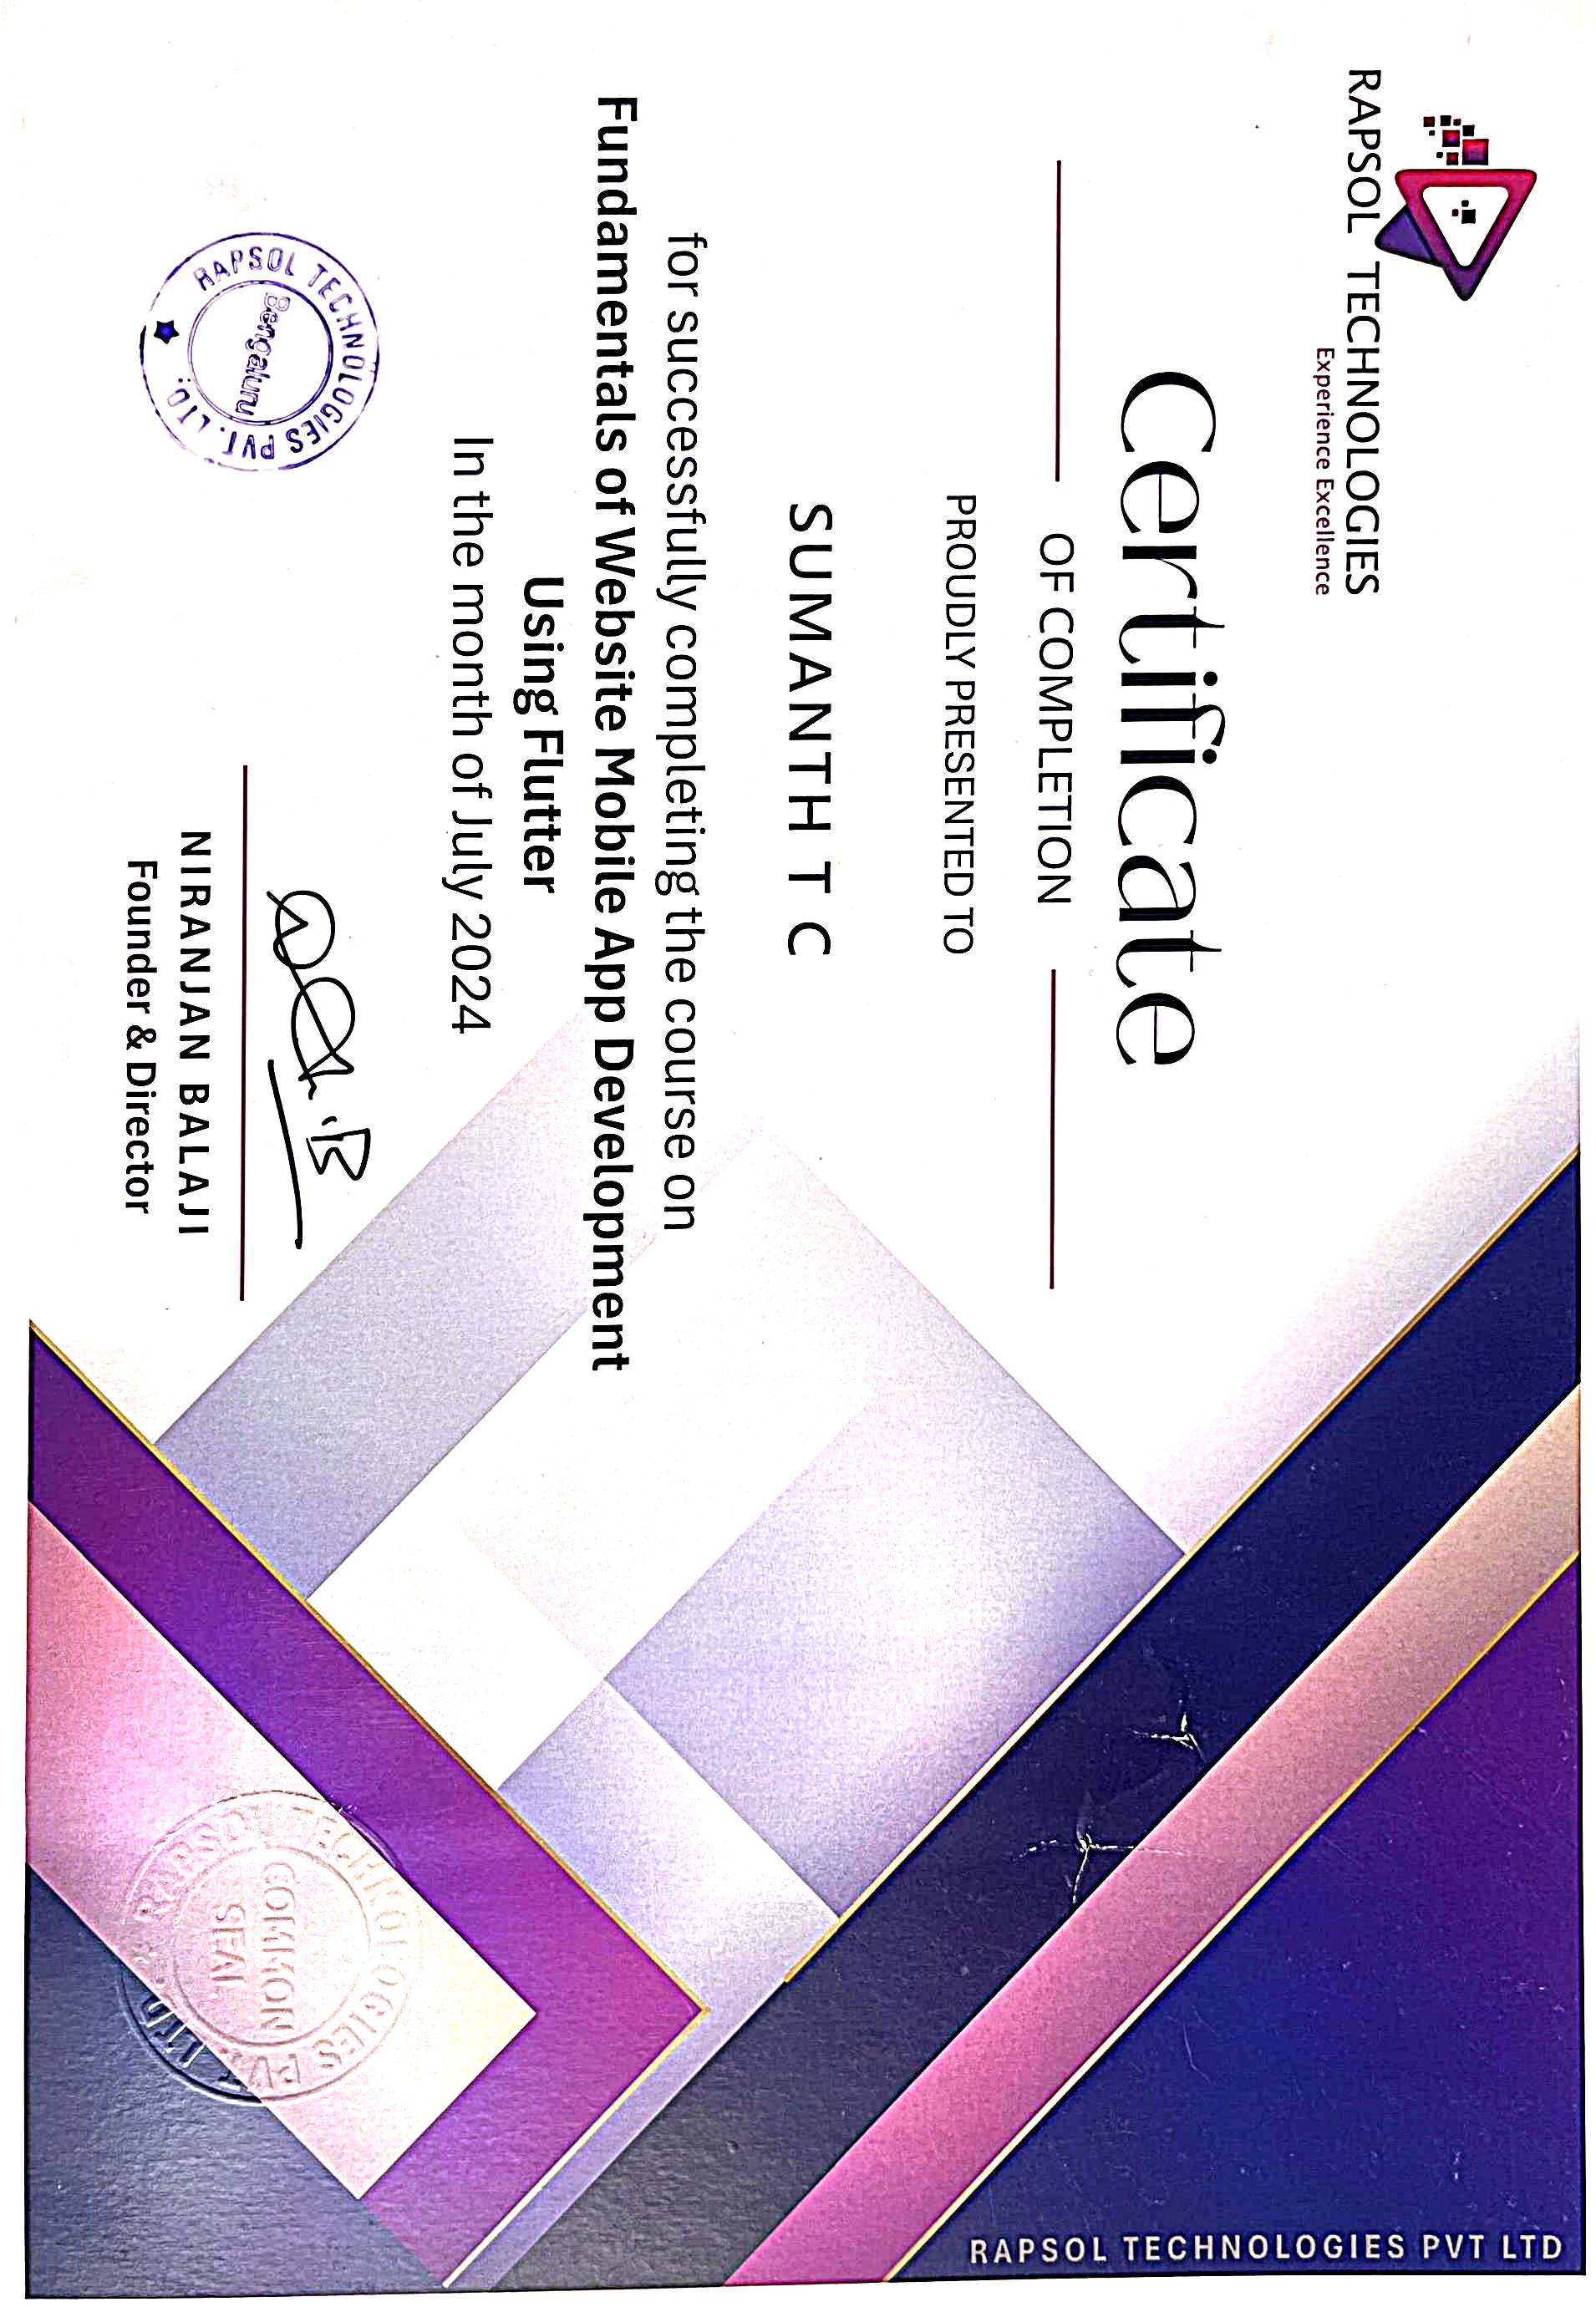 RAPSOL TECHNOLOGIES
Experience Excellence
RAPSOL TECHNOLOGIES PVT LTD
Certificate
OF COMPLETION
PROUDLY PRESENTED TO
SUMANTH T C
for successfully completing the course on
Fundamentals of Website Mobile App Development
Using Flutter
In the month of July 2024
RAPSOL TECHNOLOGIES PVT. LTD.
Bengaluru
NIRANJAN BALAJI
Founder & Director
RAPSOL TECHNOLOGIES PVT. LTD.
COMMON
SEAL